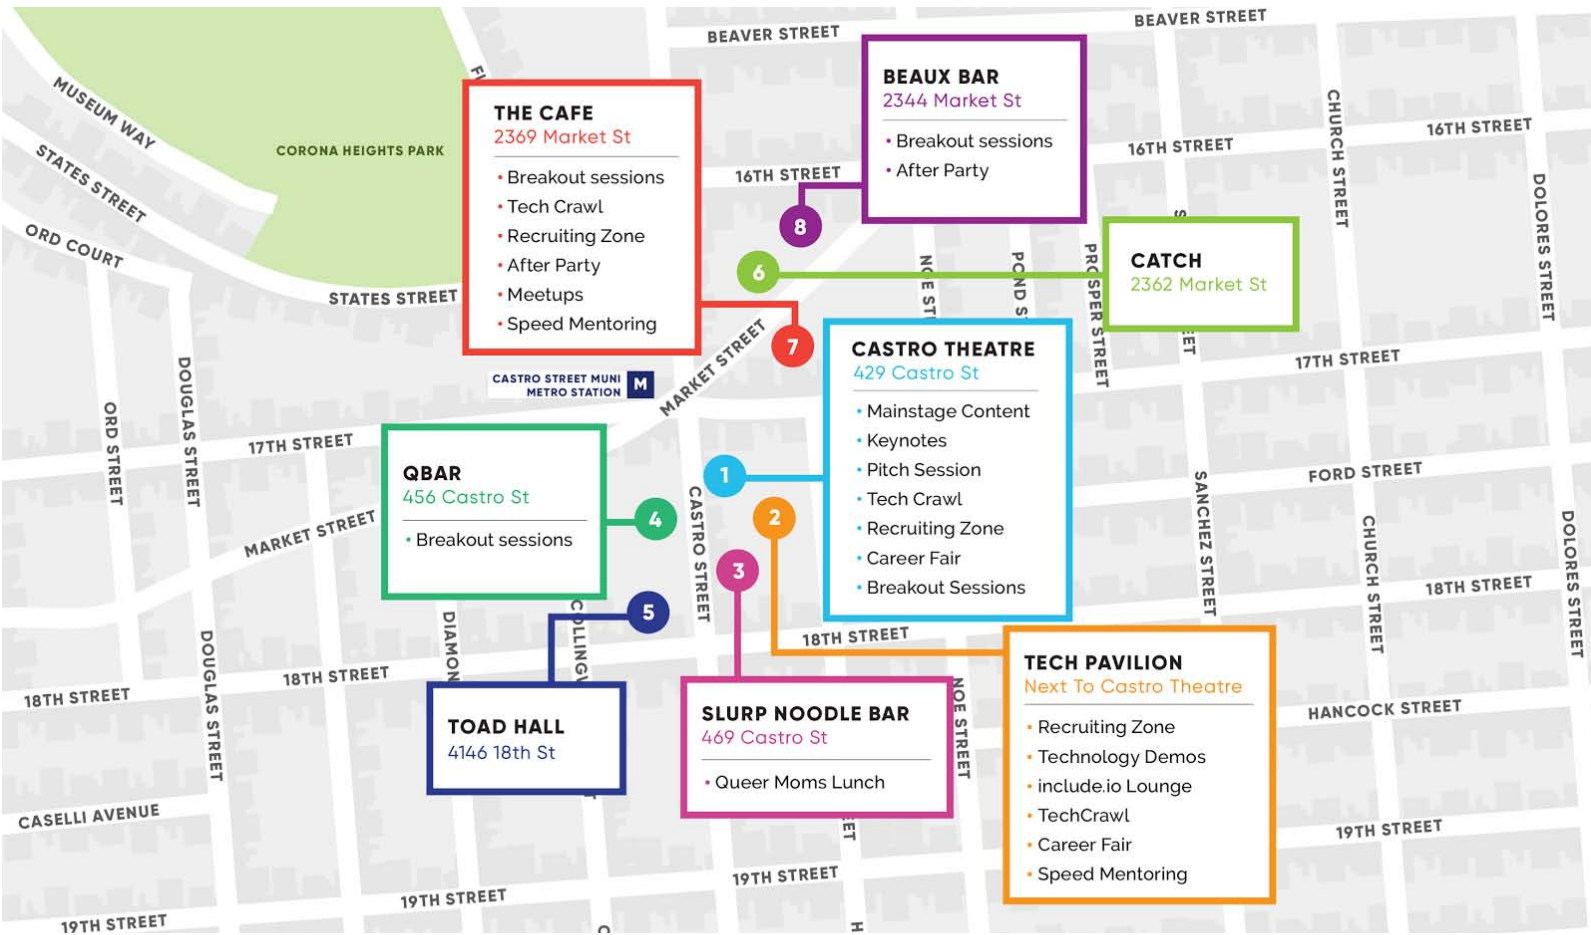 BEAVER STREET
BEAVER STREET
MUSEUM WAY
STATES STREET
ORD COURT
CORONA HEIGHTS PARK
STATES STREET
THE CAFE
2369 Market St
• Breakout sessions
• Tech Crawl
• Recruiting Zone
• After Party
• Meetups
• Speed Mentoring
BEAUX BAR
2344 Market St
• Breakout sessions
• After Party
16TH STREET
16TH STREET
16TH STREET
CHURCH STREET
DOLORES STREET
8
6
7
CATCH
2362 Market St
POND
PROSPER STREET
CASTRO STREET MUNI
METRO STATION
M
MARKET STREET
17TH STREET
17TH STREET
ORD STREET
DOUGLAS STREET
MARKET STREET
QBAR
456 Castro St
• Breakout sessions
4
1
2
3
5
CASTRO STREET
CASTRO THEATRE
429 Castro St
• Mainstage Content
• Keynotes
• Pitch Session
• Tech Crawl
• Recruiting Zone
• Career Fair
• Breakout Sessions
FORD STREET
SANCHEZ STREET
CHURCH STREET
DOLORES STREET
18TH STREET
18TH STREET
18TH STREET
18TH STREET
DOUGLAS STREET
TOAD HALL
4146 18th St
SLURP NOODLE BAR
469 Castro St
• Queer Moms Lunch
NOE STREET
TECH PAVILION
Next To Castro Theatre
• Recruiting Zone
• Technology Demos
• include.io Lounge
• TechCrawl
• Career Fair
• Speed Mentoring
HANCOCK STREET
CASELLI AVENUE
19TH STREET
19TH STREET
19TH STREET
19TH STREET